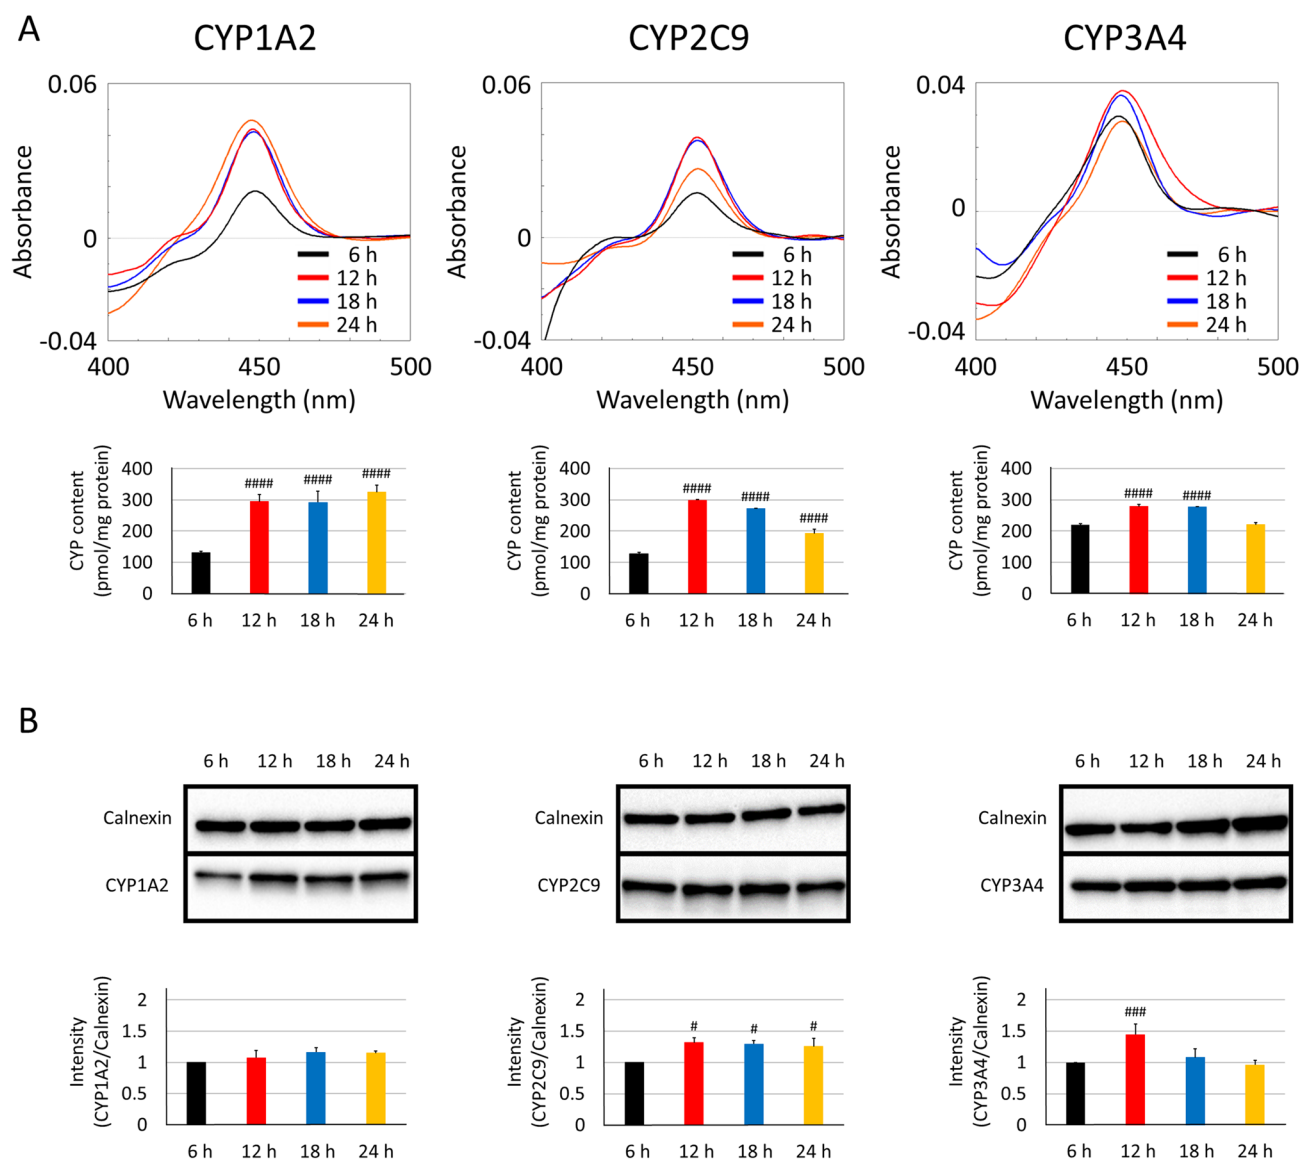 A
CYP1A2
CYP2C9
CYP3A4
0.06
0
-0.04
Absorbance
6 h
12 h
18 h
24 h
400
450
500
Wavelength (nm)
0.06
0
-0.04
Absorbance
6 h
12 h
18 h
24 h
400
450
500
Wavelength (nm)
0.04
0
-0.04
Absorbance
6 h
12 h
18 h
24 h
400
450
500
Wavelength (nm)
CYP content
(pmol/mg protein)
400
300
200
100
0
####
####
####
6 h
12 h
18 h
24 h
CYP content
(pmol/mg protein)
400
300
200
100
0
####
####
####
6 h
12 h
18 h
24 h
CYP content
(pmol/mg protein)
400
300
200
100
0
####
####
6 h
12 h
18 h
24 h
B
6 h
12 h
18 h
24 h
Calnexin
CYP1A2
6 h
12 h
18 h
24 h
Calnexin
CYP2C9
6 h
12 h
18 h
24 h
Calnexin
CYP3A4
Intensity
(CYP1A2/Calnexin)
2
1.5
1
0.5
0
6 h
12 h
18 h
24 h
Intensity
(CYP2C9/Calnexin)
2
1.5
1
0.5
0
#
#
#
6 h
12 h
18 h
24 h
Intensity
(CYP3A4/Calnexin)
2
1.5
1
0.5
0
###
6 h
12 h
18 h
24 h